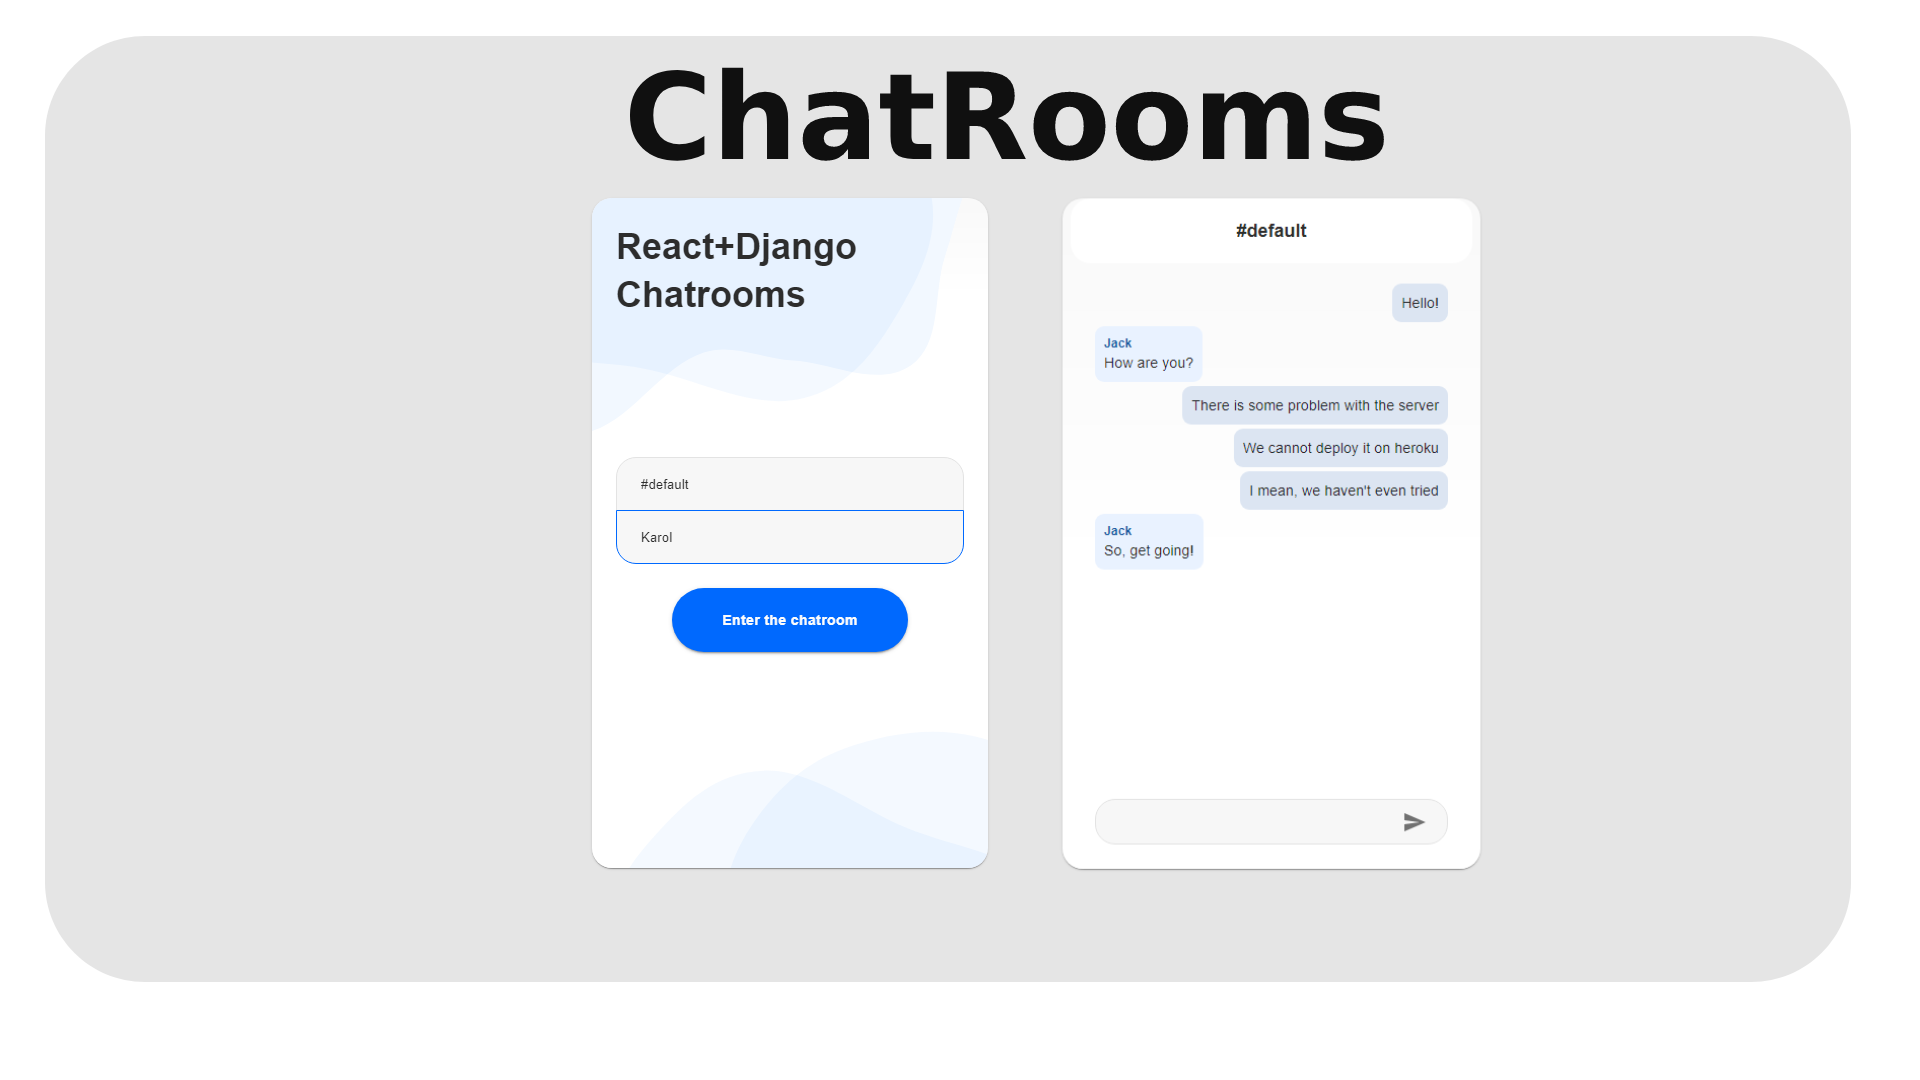 ChatRooms
React+Django
Chatrooms
#default
Karol
Enter the chatroom
#default
Hello!
Jack
How are you?
There is some problem with the server
We cannot deploy it on heroku
I mean, we haven't even tried
Jack
So, get going!